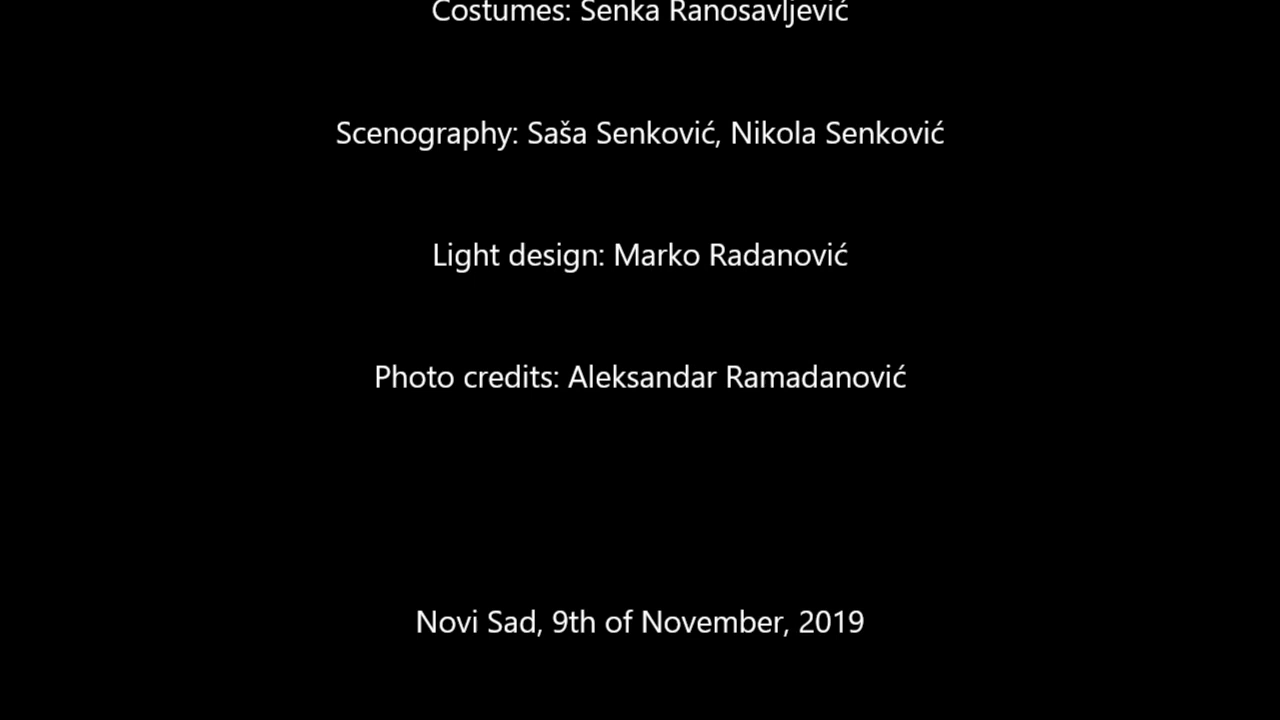 Costumes: Senka Ranosavljević
Scenography: Saša Senković, Nikola Senković
Light design: Marko Radanović
Photo credits: Aleksandar Ramadanović
Novi Sad, 9th of November, 2019